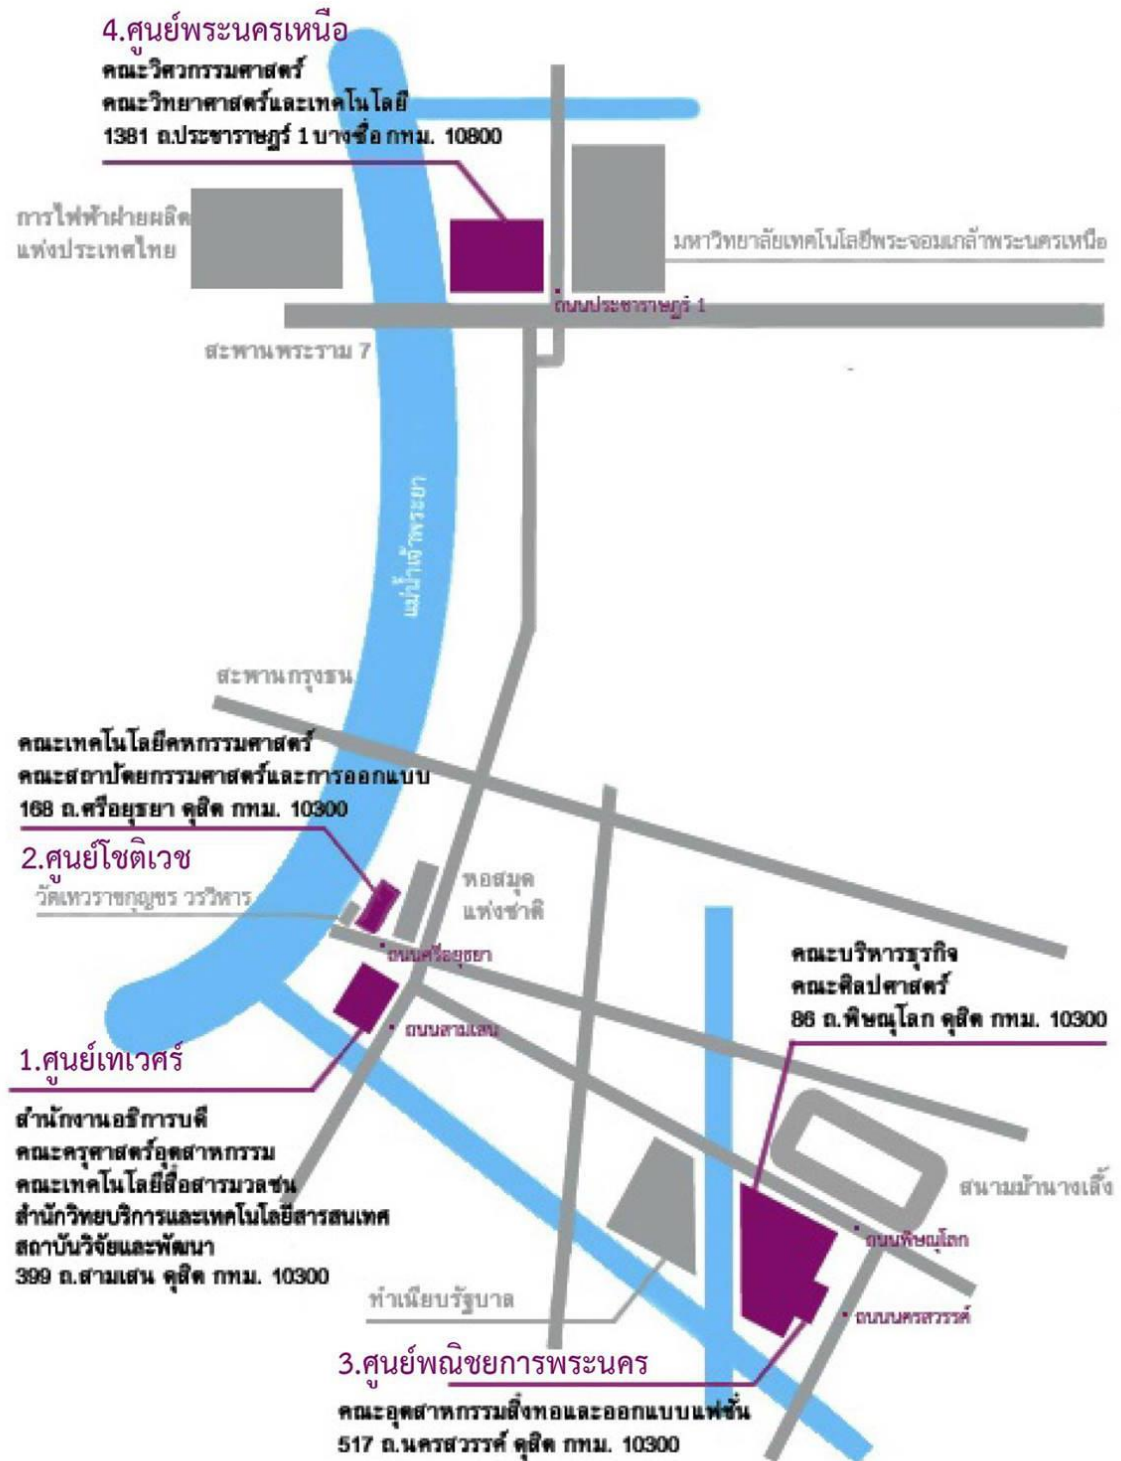 4.ศูนย์พระนครเหนือ
คณะวิศวกรรมศาสตร์
คณะวิทยาศาสตร์และเทคโนโลยี
1381 ถ.ประชาราษฎร์ 1 บางซื่อ กทม. 10800
การไฟฟ้าฝ่ายผลิต
แห่งประเทศไทย
มหาวิทยาลัยเทคโนโลยีพระจอมเกล้าพระนครเหนือ
ถนนประชาราษฎร์ 1
สะพานพระราม 7
แม่น้ำเจ้าพระยา
สะพานกรุงธน
คณะเทคโนโลยีคหกรรมศาสตร์
คณะสถาปัตยกรรมศาสตร์และการออกแบบ
168 ถ.ศรีอยุธยา ดุสิต กทม. 10300
2.ศูนย์โชติเวช
วัดเทวราชกุญชร วรวิหาร
หอสมุด
แห่งชาติ
ถนนศรีอยุธยา
คณะบริหารธุรกิจ
คณะศิลปศาสตร์
86 ถ.พิษณุโลก ดุสิต กทม. 10300
ถนนสามเสน
1.ศูนย์เทเวศร์
สำนักงานอธิการบดี
คณะครุศาสตร์อุตสาหกรรม
คณะเทคโนโลยีสื่อสารมวลชน
สำนักวิทยบริการและเทคโนโลยีสารสนเทศ
สถาบันวิจัยและพัฒนา
399 ถ.สามเสน ดุสิต กทม. 10300
สนามม้านางเลิ้ง
ถนนพิษณุโลก
ทำเนียบรัฐบาล
ถนนนครสวรรค์
3.ศูนย์พณิชยการพระนคร
คณะอุตสาหกรรมสิ่งทอและออกแบบแฟชั่น
517 ถ.นครสวรรค์ ดุสิต กทม. 10300